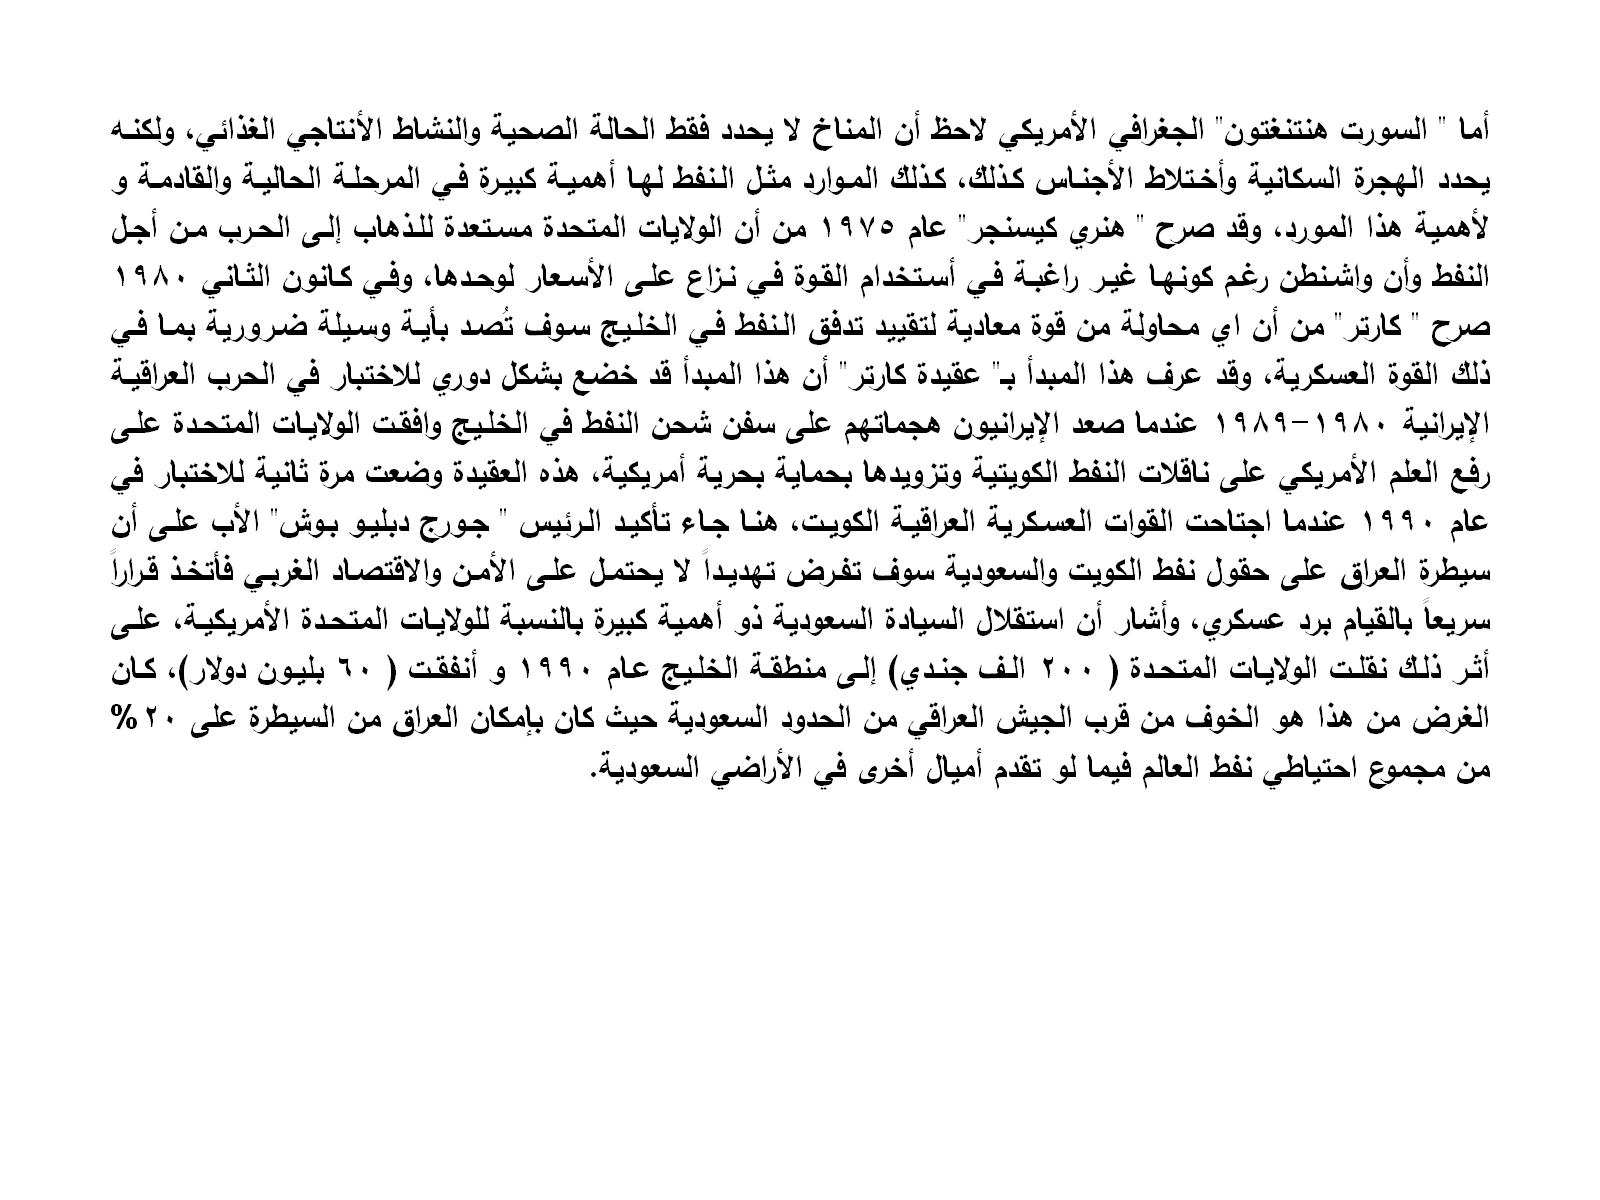 أما " السورت هنتنغتون" الجغرافي الأمريكي لاحظ أن المناخ لا يحدد فقط الحالة الصحية والنشاط الأنتاجي الغذائي، ولكنه
يحدد الهجرة السكانية وأختلاط الأجناس كذلك، كذلك الموارد مثل النفط لها أهمية كبيرة في المرحلة الحالية والقادمة و
لأهمية هذا المورد، وقد صرح " هنري كيسنجر" عام ١٩٧٥ من أن الولايات المتحدة مستعدة للذهاب إلى الحرب من أجل
النفط وأن واشنطن رغم كونها غير راغبة في أستخدام القوة في نزاع على الأسعار لوحدها، وفي كانون الثاني ١٩٨٠
صرح " كارتر" من أن اي محاولة من قوة معادية لتقييد تدفق النفط في الخليج سوف تُصد بأية وسيلة ضرورية بما في
ذلك القوة العسكرية، وقد عرف هذا المبدأ بـ" عقيدة كارتر" أن هذا المبدأ قد خضع بشكل دوري للاختبار في الحرب العراقية
الإيرانية ١٩٨٠-١٩٨٩ عندما صعد الإيرانيون هجماتهم على سفن شحن النفط في الخليج وافقت الولايات المتحدة على
رفع العلم الأمريكي على ناقلات النفط الكويتية وتزويدها بحماية بحرية أمريكية، هذه العقيدة وضعت مرة ثانية للاختبار في
عام ١٩٩٠ عندما اجتاحت القوات العسكرية العراقية الكويت، هنا جاء تأكيد الرئيس " جورج دبليو بوش" الأب على أن
سيطرة العراق على حقول نفط الكويت والسعودية سوف تفرض تهديداً لا يحتمل على الأمن والاقتصاد الغربي فأتخذ قراراً
سريعاً بالقيام برد عسكري، وأشار أن استقلال السيادة السعودية ذو أهمية كبيرة بالنسبة للولايات المتحدة الأمريكية، على
أثر ذلك نقلت الولايات المتحدة ( ٢٠٠ الف جندي) إلى منطقة الخليج عام ١٩٩٠ و أنفقت ( ٦٠ بليون دولار)، كان
الغرض من هذا هو الخوف من قرب الجيش العراقي من الحدود السعودية حيث كان بإمكان العراق من السيطرة على ٢٠%
من مجموع احتياطي نفط العالم فيما لو تقدم أميال أخرى في الأراضي السعودية.